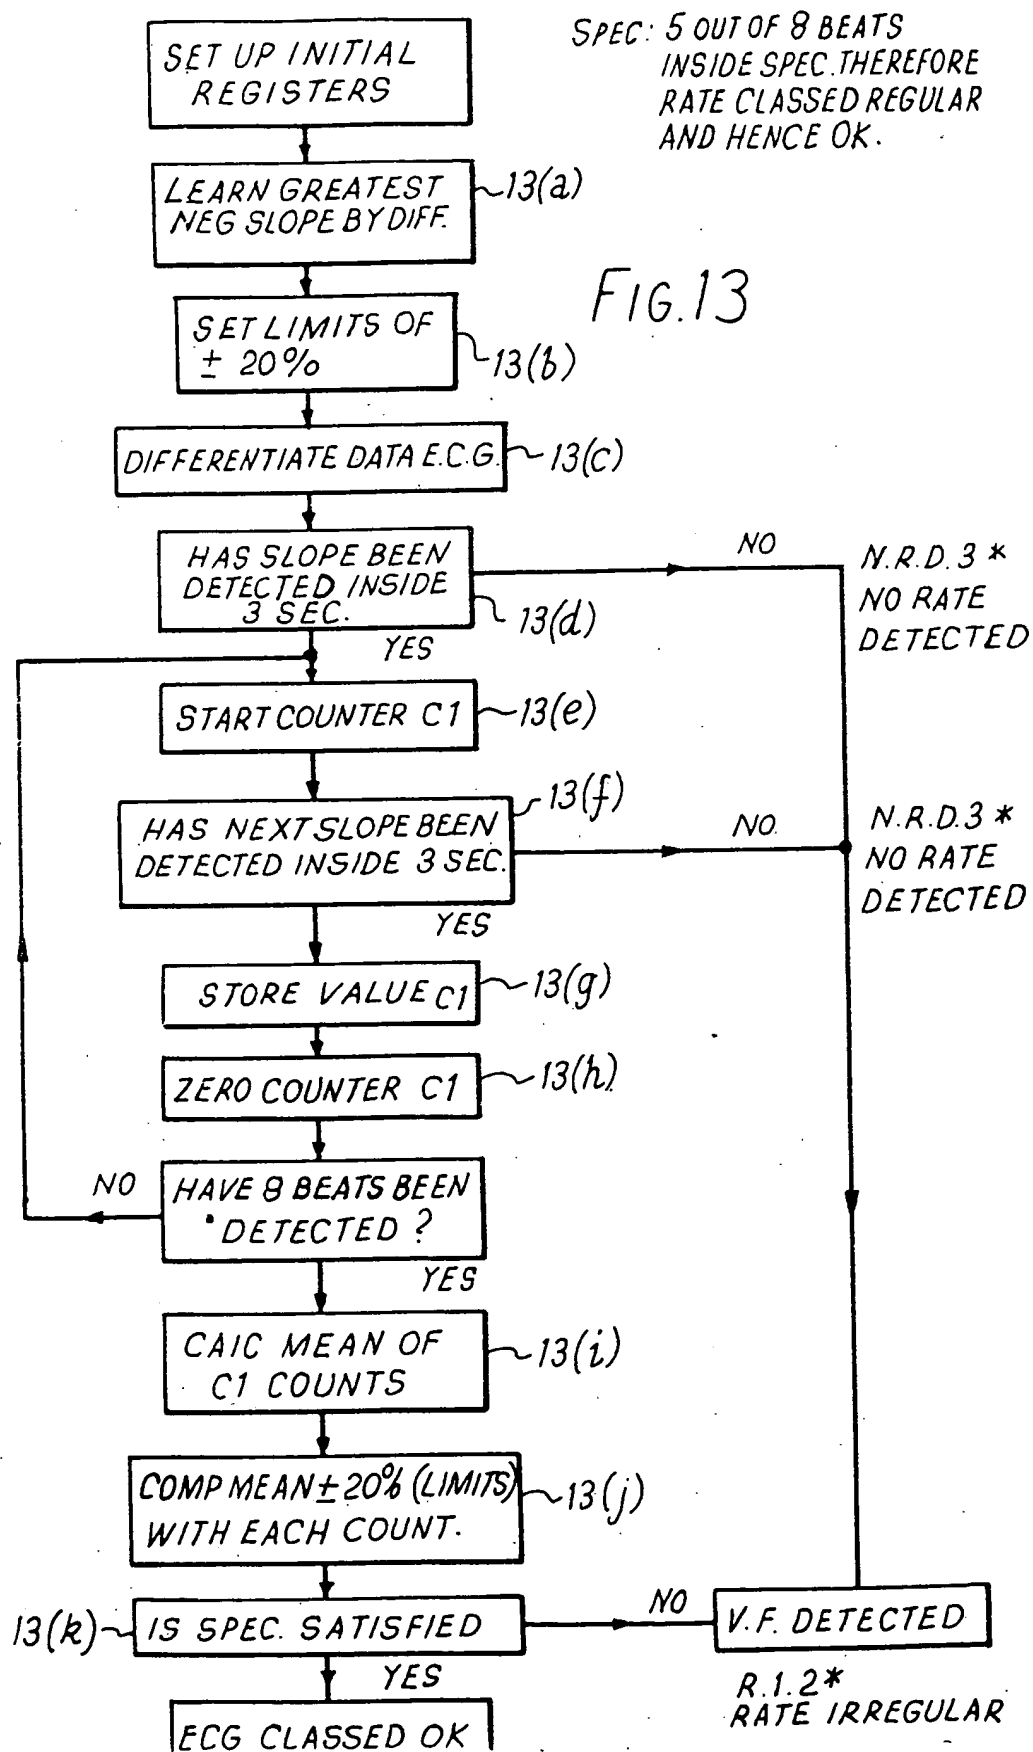 SPEC: 5 OUT OF 8 BEATS
INSIDE SPEC. THEREFORE
RATE CLASSED REGULAR
AND HENCE OK.
SET UP INITIAL
REGISTERS
LEARN GREATEST
NEG SLOPE BY DIFF.
13(a)
FIG.13
SET LIMITS OF
± 20%
13(b)
DIFFERENTIATE DATA E.C.G.
13(c)
HAS SLOPE BEEN
DETECTED INSIDE
3 SEC.
13(d)
NO
N.R.D.3 *
NO RATE
DETECTED
YES
START COUNTER C1
13(e)
HAS NEXT SLOPE BEEN
DETECTED INSIDE 3 SEC.
13(f)
NO
N.R.D.3 *
NO RATE
DETECTED
YES
STORE VALUE C1
13(g)
ZERO COUNTER C1
13(h)
NO
HAVE 8 BEATS BEEN
DETECTED ?
YES
CAIC MEAN OF
C1 COUNTS
13(i)
COMP MEAN ± 20% (LIMITS)
WITH EACH COUNT.
13(j)
13(k)
IS SPEC. SATISFIED
NO
V.F. DETECTED
R.1.2*
RATE IRREGULAR
YES
ECG CLASSED OK